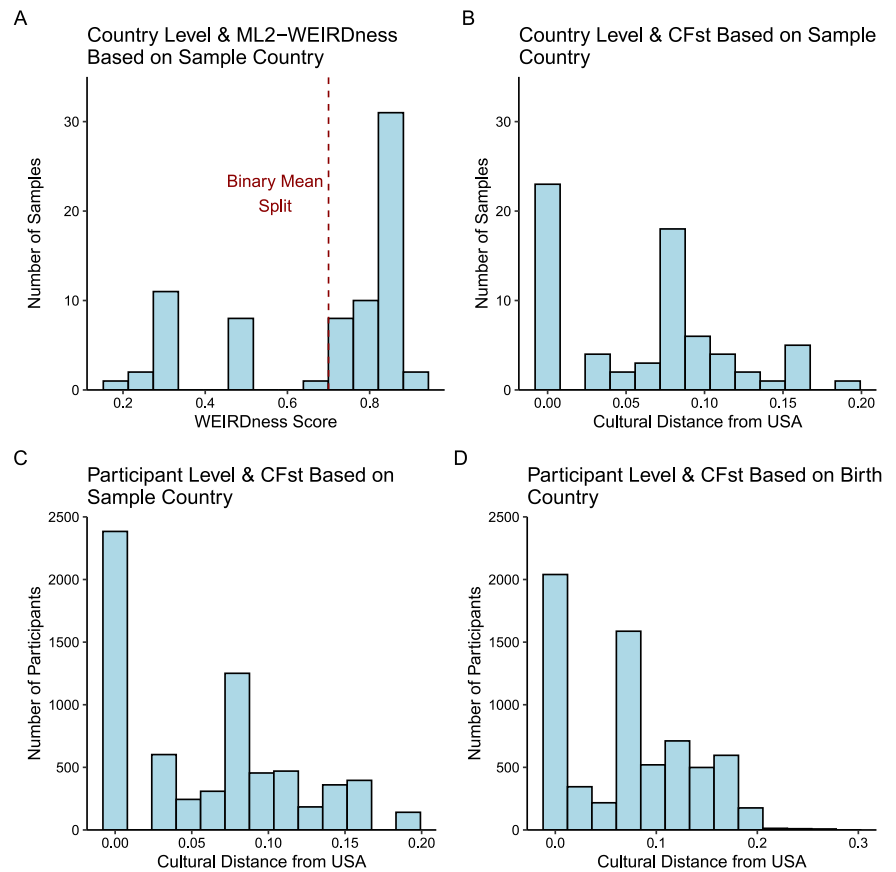 A
Country Level & ML2−WEIRDness
Based on Sample Country
30
20
10
0
Number of Samples
Binary Mean
Split
0.2 0.4 0.6 0.8
WEIRDness Score
B
Country Level & CFst Based on Sample
Country
30
20
10
0
Number of Samples
0.00 0.05 0.10 0.15 0.20
Cultural Distance from USA
C
Participant Level & CFst Based on
Sample Country
2500
2000
1500
1000
500
0
Number of Participants
0.00 0.05 0.10 0.15 0.20
Cultural Distance from USA
D
Participant Level & CFst Based on Birth
Country
2500
2000
1500
1000
500
0
Number of Participants
0.0 0.1 0.2 0.3
Cultural Distance from USA